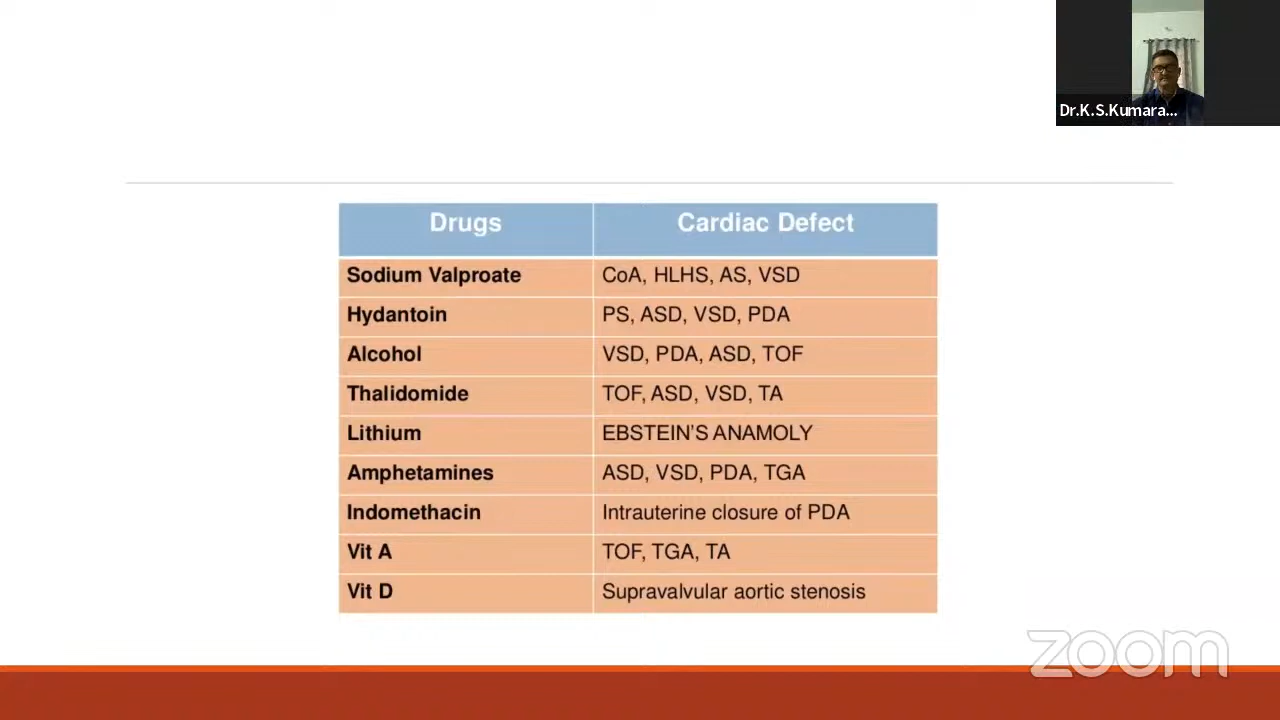 Dr.K.S.Kumara...
Drugs Cardiac Defect
Sodium Valproate CoA, HLHS, AS, VSD
Hydantoin PS, ASD, VSD, PDA
Alcohol VSD, PDA, ASD, TOF
Thalidomide TOF, ASD, VSD, TA
Lithium EBSTEIN'S ANAMOLY
Amphetamines ASD, VSD, PDA, TGA
Indomethacin Intrauterine closure of PDA
Vit A TOF, TGA, TA
Vit D Supravalvular aortic stenosis
zoom